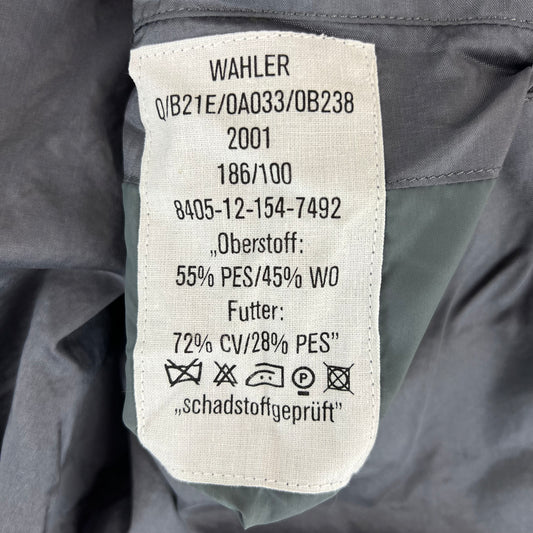 WAHLER
Q/B21E/0A033/0B238
2001
186/100
8405-12-154-7492
„Oberstoff:
55% PES/45% WO
Futter:
72% CV/28% PES”
P
„schadstoffgeprüft"